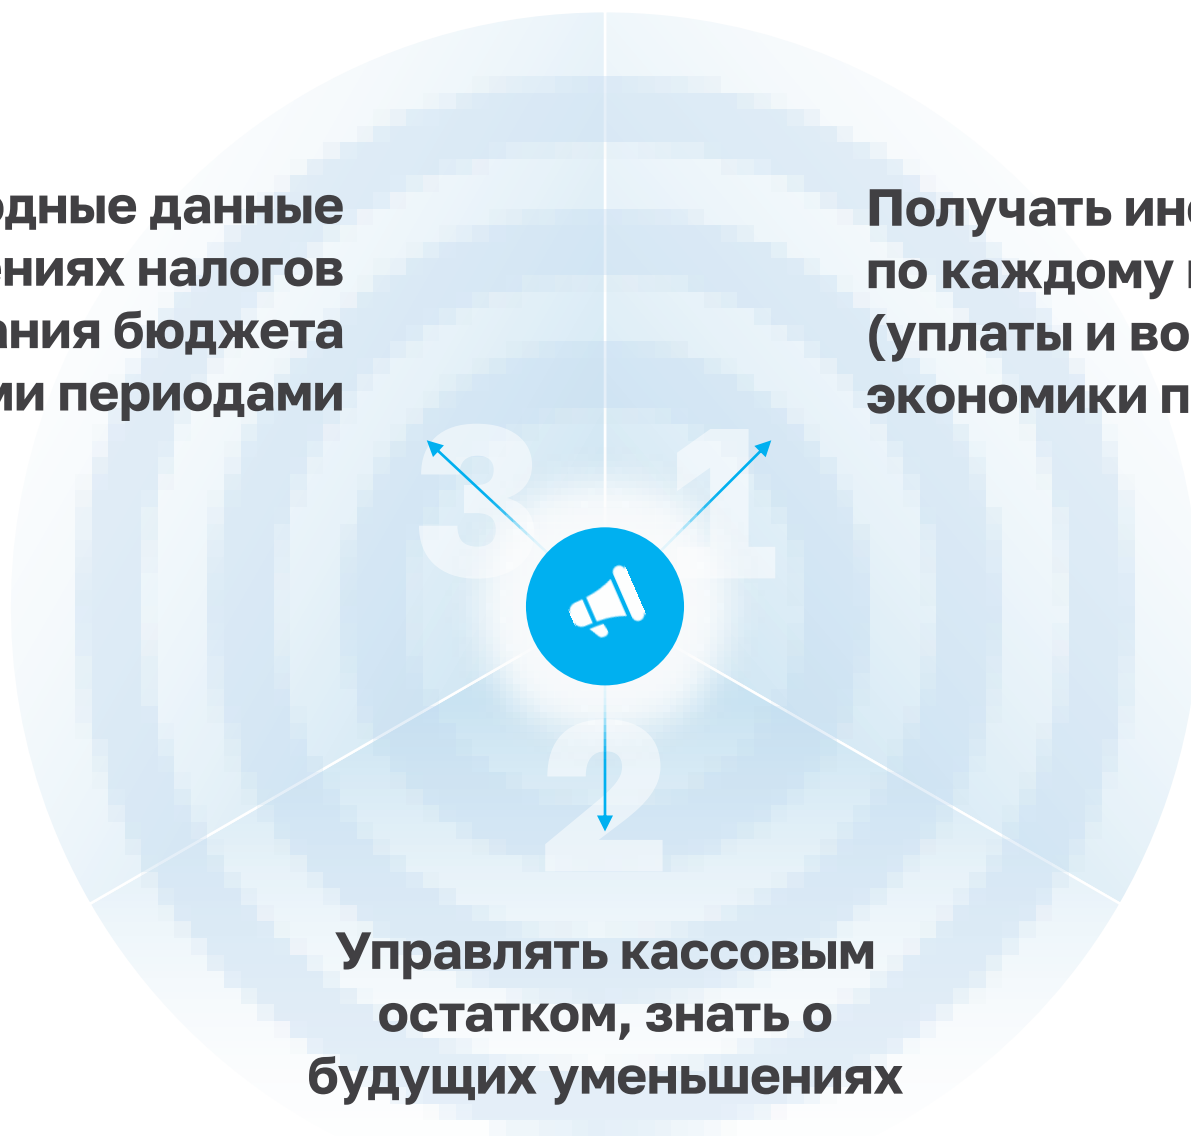 одные данные
ениях налогов
ания бюджета
ми периодами
3
Получать ин
по каждому
(уплаты и во
экономики п
1
2
Управлять кассовым
остатком, знать о
будущих уменьшениях